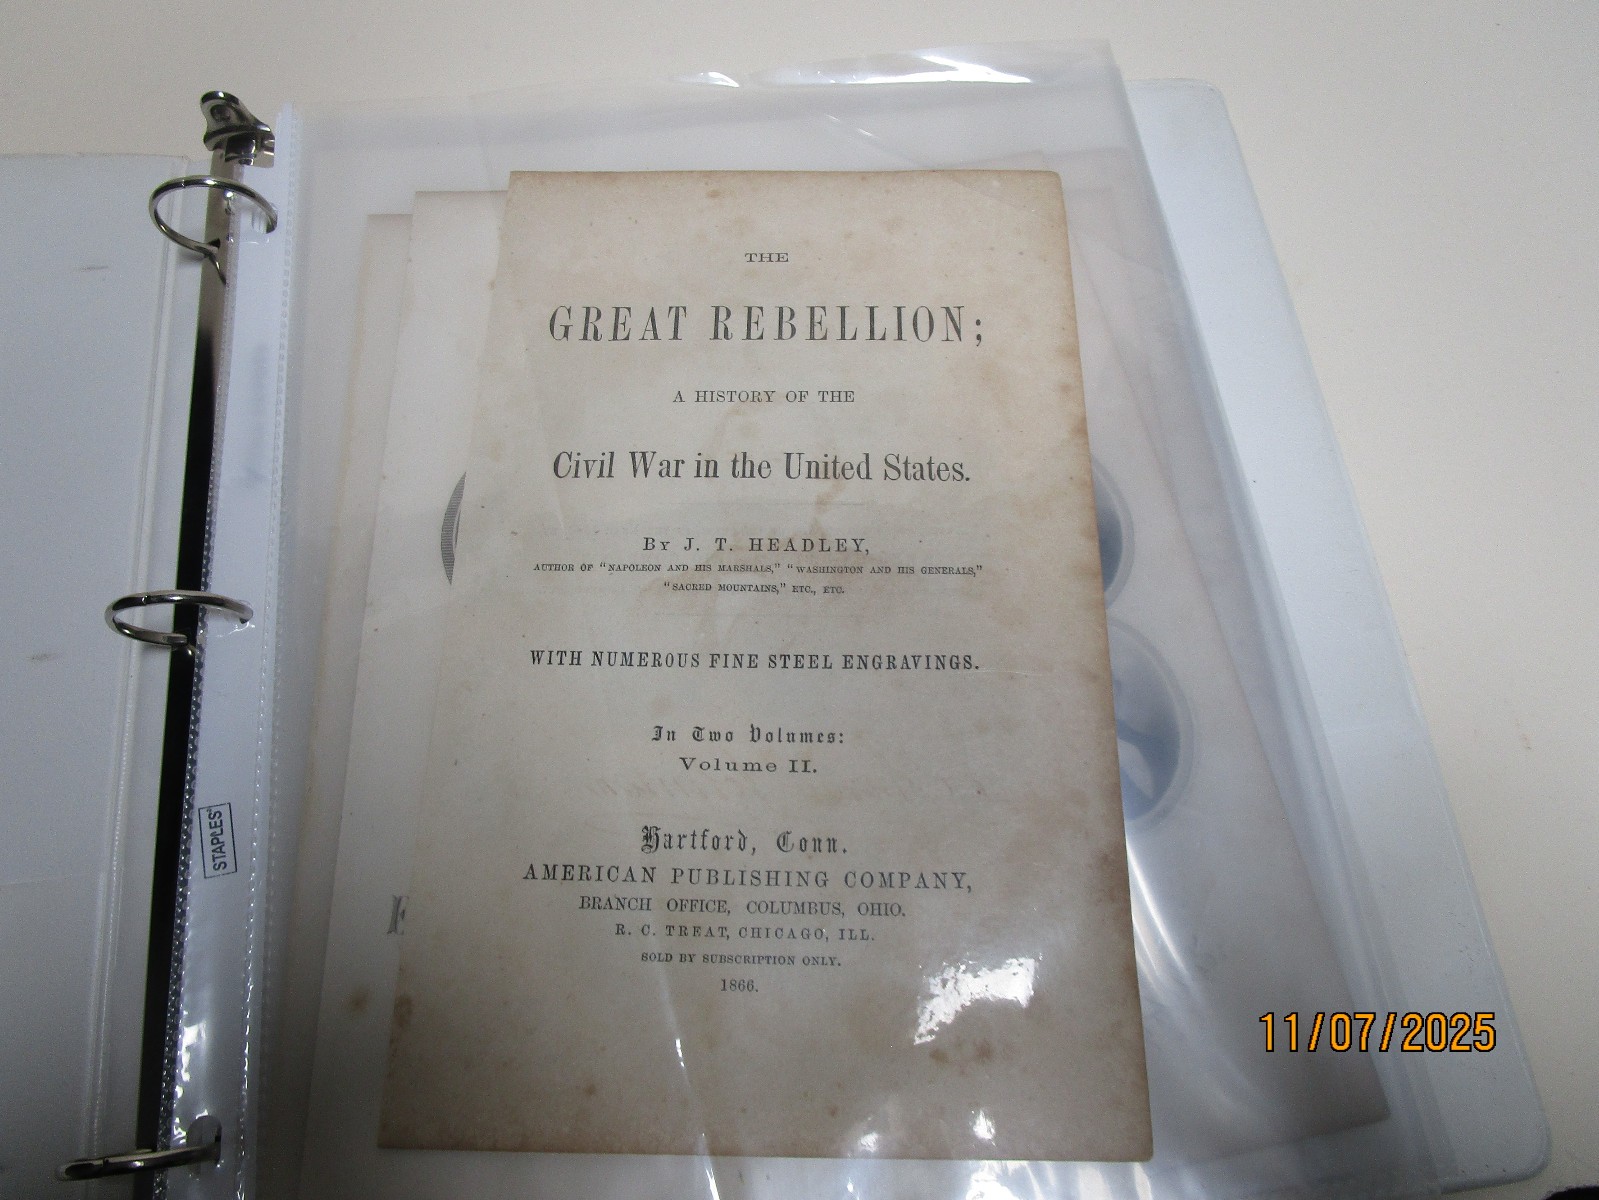 THE
GREAT REBELLION;
A HISTORY OF THE
Civil War in the United States.
By J. T. HEADLEY,
AUTHOR OF "NAPOLEON AND HIS MARSHALS," "WASHINGTON AND HIS GENERALS,"
"SACRED MOUNTAINS," ETC., ETC.
WITH NUMEROUS FINE STEEL ENGRAVINGS.
In Two Volumes:
Volume II.
Hartford, Conn.
AMERICAN PUBLISHING COMPANY,
BRANCH OFFICE, COLUMBUS, OHIO.
R. C. TREAT, CHICAGO, ILL.
SOLD BY SUBSCRIPTION ONLY.
1866.
STAPLES
11/07/2025